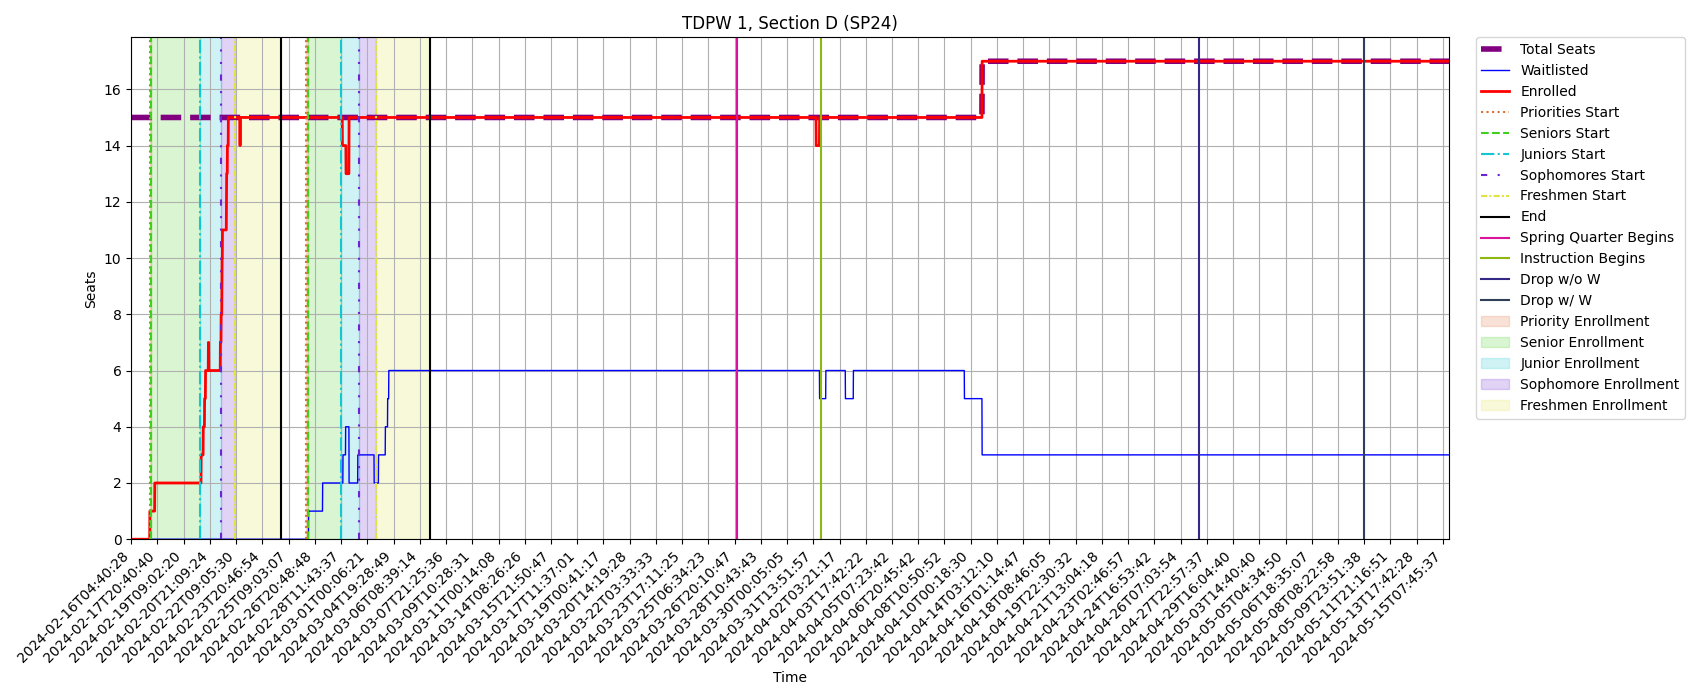 TDPW 1, Section D (SP24)
Seats
16
14
12
10
8
6
4
2
0
2024-02-16T04:40:28
2024-02-17T20:40:40
2024-02-19T09:02:20
2024-02-20T21:09:24
2024-02-22T09:05:30
2024-02-23T20:46:54
2024-02-25T09:03:07
2024-02-26T20:48:48
2024-02-28T11:43:37
2024-03-01T00:06:21
2024-03-04T19:28:49
2024-03-06T08:39:14
2024-03-07T21:25:36
2024-03-09T10:28:31
2024-03-11T00:14:08
2024-03-14T08:26:26
2024-03-15T21:50:47
2024-03-17T11:37:01
2024-03-19T00:41:17
2024-03-20T14:19:28
2024-03-22T03:33:33
2024-03-23T17:11:25
2024-03-25T06:34:23
2024-03-26T20:10:47
2024-03-28T10:43:43
2024-03-30T00:05:05
2024-03-31T13:51:57
2024-04-02T03:21:17
2024-04-03T17:42:22
2024-04-05T07:23:42
2024-04-06T20:45:42
2024-04-08T10:50:52
2024-04-10T00:18:30
2024-04-14T03:12:10
2024-04-16T01:14:47
2024-04-18T08:46:05
2024-04-19T22:30:32
2024-04-21T13:04:18
2024-04-23T02:46:57
2024-04-24T16:53:42
2024-04-26T07:03:54
2024-04-27T22:57:37
2024-04-29T16:04:40
2024-05-03T14:40:40
2024-05-05T04:34:50
2024-05-06T18:35:07
2024-05-08T08:22:58
2024-05-09T23:51:38
2024-05-11T21:16:51
2024-05-13T17:42:28
2024-05-15T07:45:37
Time
Total Seats
Waitlisted
Enrolled
Priorities Start
Seniors Start
Juniors Start
Sophomores Start
Freshmen Start
End
Spring Quarter Begins
Instruction Begins
Drop w/o W
Drop w/ W
Priority Enrollment
Senior Enrollment
Junior Enrollment
Sophomore Enrollment
Freshmen Enrollment